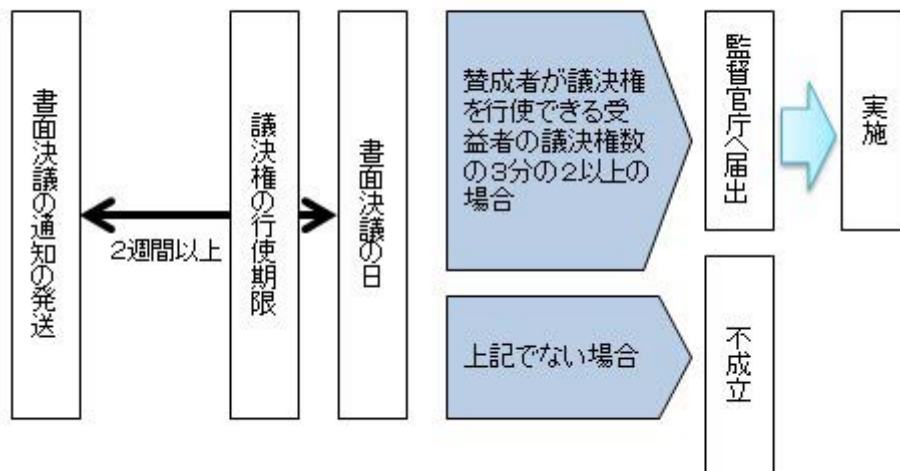 書面決議の通知の発送
2週間以上
議決権の行使期限
書面決議の日
賛成者が議決権
を行使できる受
益者の議決権数
の3分の2以上の
場合
監督官庁へ届出
実施
上記でない場合
不成立